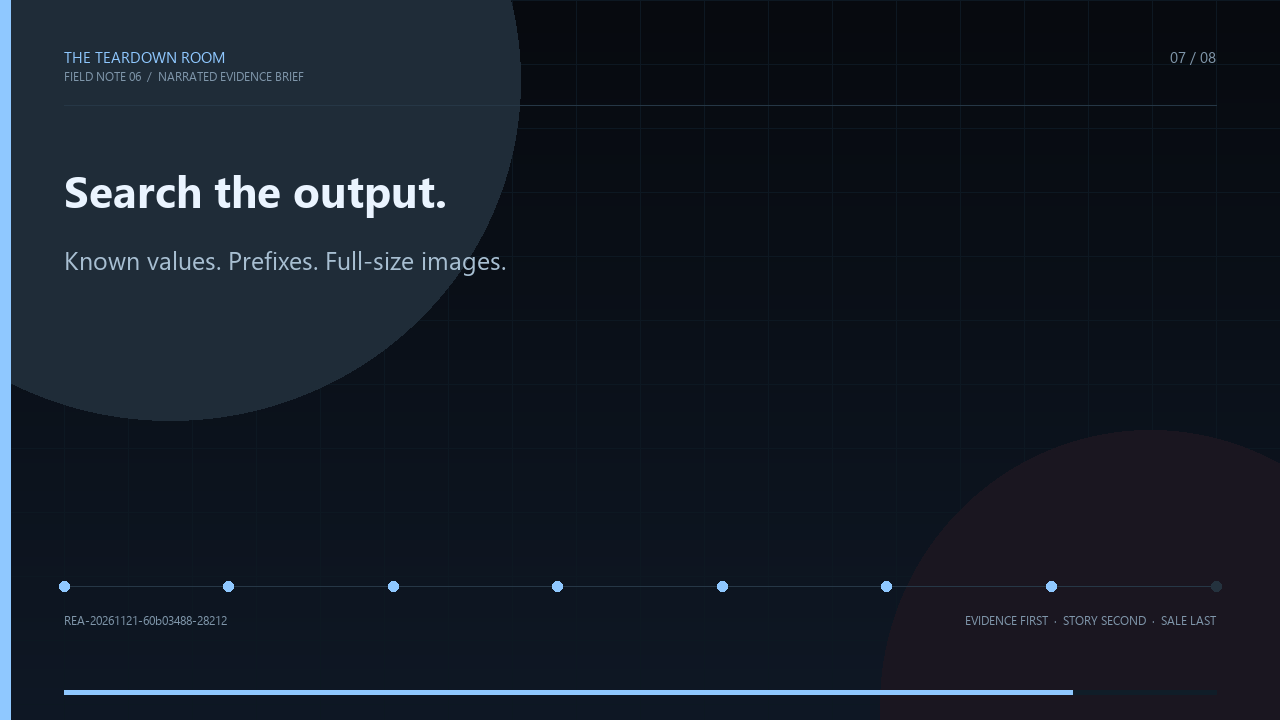 THE TEARDOWN ROOM
07 / 08
FIELD NOTE 06 / NARRATED EVIDENCE BRIEF
Search the output.
Known values. Prefixes. Full-size images.
REA-20261121-60b03488-28212
EVIDENCE FIRST · STORY SECOND · SALE LAST